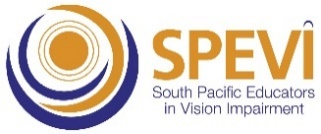 SPEVI
South Pacific Educators
in Vision Impairment